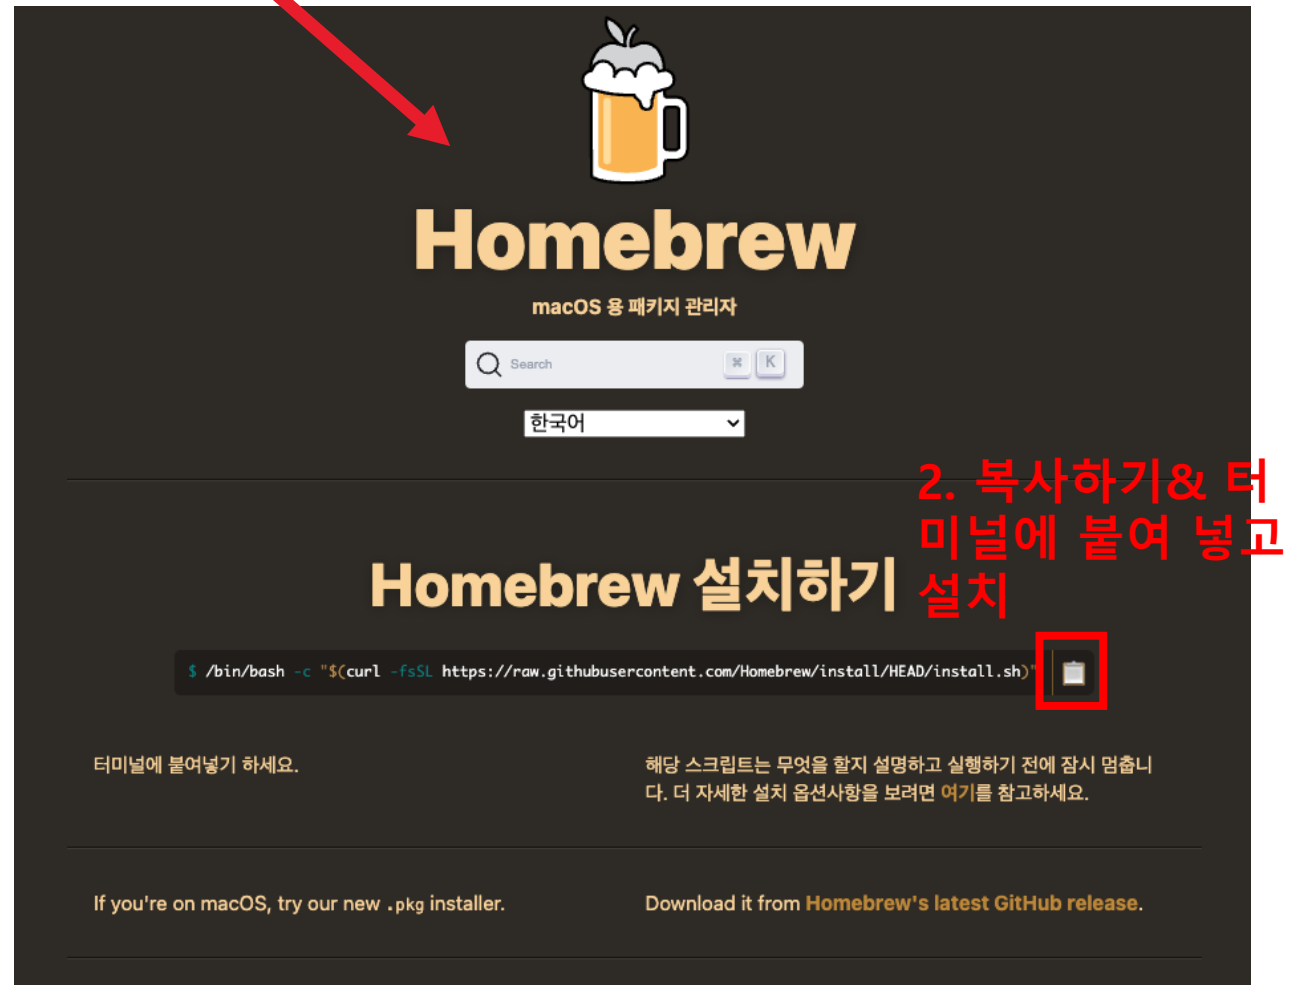 Homebrew
macOS 용 패키지 관리자
Search ⌘ K
한국어
2. 복사하기& 터
미널에 붙여 넣고
설치
Homebrew 설치하기
$ /bin/bash -c "$(curl -fsSL https://raw.githubusercontent.com/Homebrew/install/HEAD/install.sh)"
터미널에 붙여넣기 하세요.
해당 스크립트는 무엇을 할지 설명하고 실행하기 전에 잠시 멈춥니
다. 더 자세한 설치 옵션사항을 보려면 여기를 참고하세요.
If you're on macOS, try our new .pkg installer.
Download it from Homebrew's latest GitHub release.